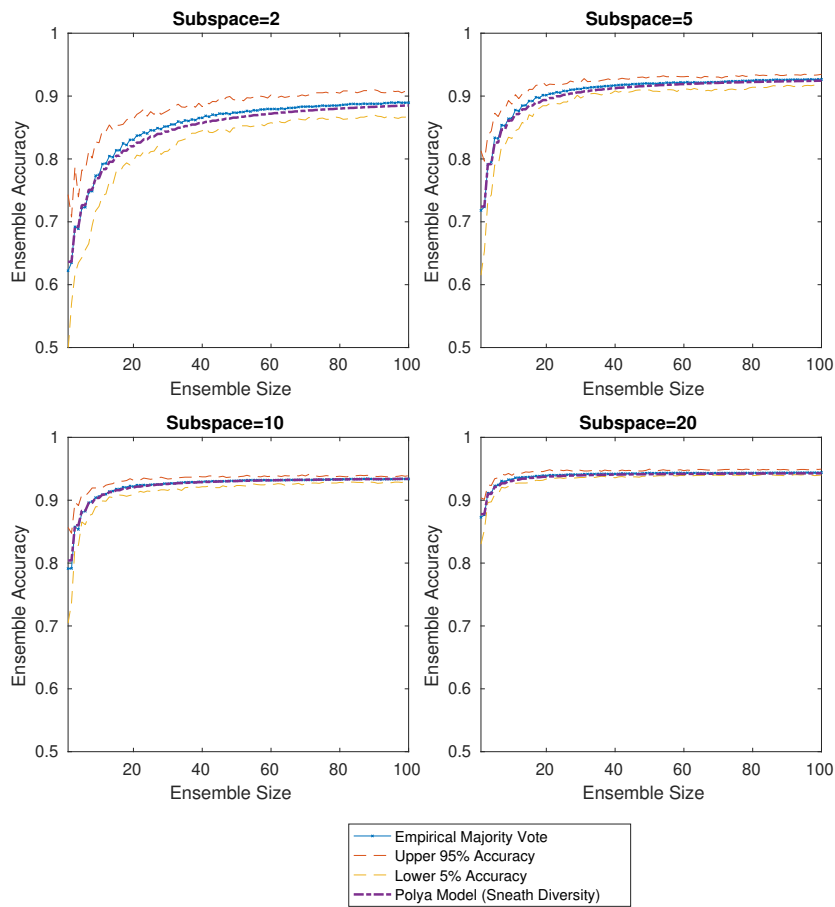 Subspace=2
1
0.9
0.8
0.7
0.6
0.5
Ensemble Accuracy
20
40
60
80
100
Ensemble Size
Subspace=5
1
0.9
0.8
0.7
0.6
0.5
Ensemble Accuracy
20
40
60
80
100
Ensemble Size
Subspace=10
1
0.9
0.8
0.7
0.6
0.5
Ensemble Accuracy
20
40
60
80
100
Ensemble Size
Subspace=20
1
0.9
0.8
0.7
0.6
0.5
Ensemble Accuracy
20
40
60
80
100
Ensemble Size
Empirical Majority Vote
Upper 95% Accuracy
Lower 5% Accuracy
Polya Model (Sneath Diversity)